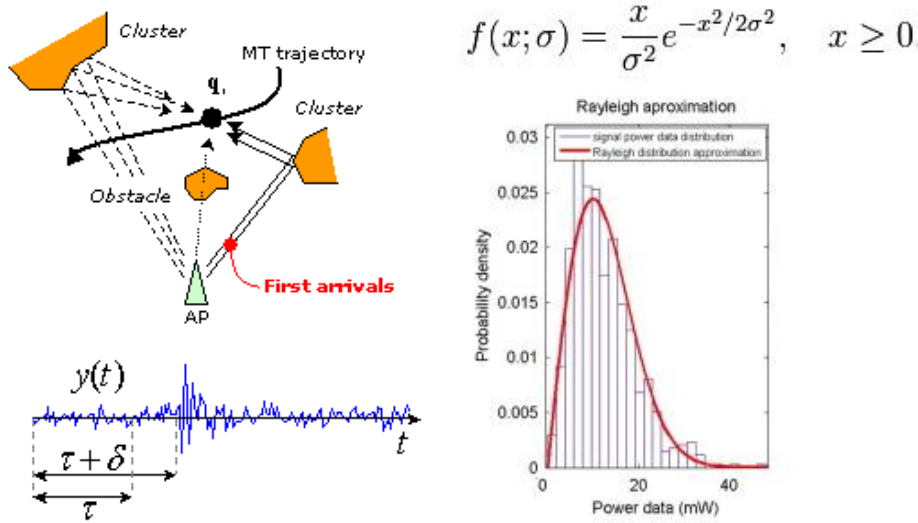 Cluster
MT trajectory
q
Cluster
Obstacle
First arrivals
AP
y(t)
t
τ + δ
τ
f(x; σ) = x/σ² e^{−x²/2σ²}, x ≥ 0
Rayleigh aproximation
signal power data distribution
Rayleigh distribution approximation
0.03
0.025
0.02
0.015
0.01
0.005
0
Probability density
0 20 40
Power data (mW)